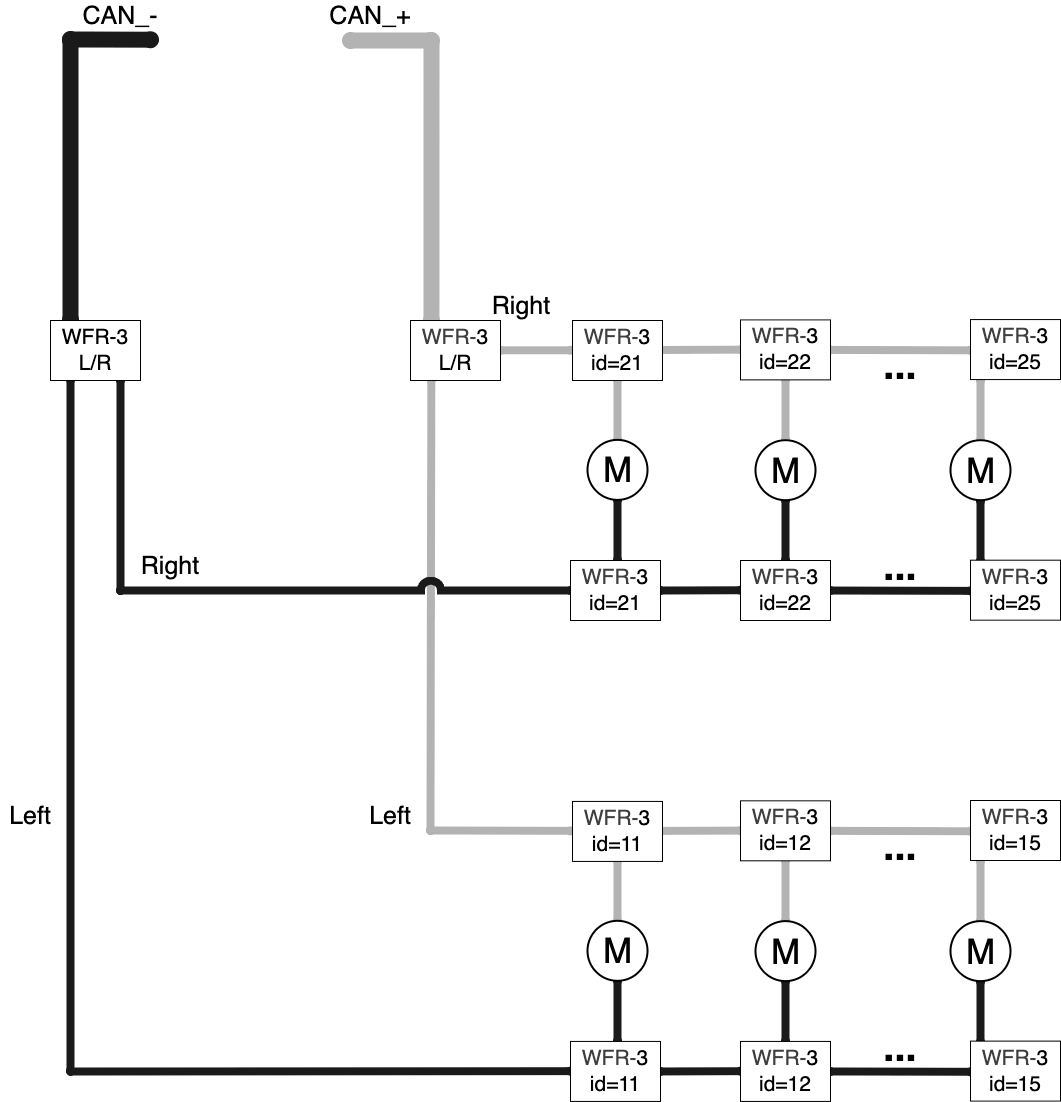 CAN_-
CAN_+
Right
WFR-3
L/R
WFR-3
L/R
WFR-3
id=21
WFR-3
id=22
...
WFR-3
id=25
M
M
M
Right
WFR-3
id=21
WFR-3
id=22
...
WFR-3
id=25
Left
Left
WFR-3
id=11
WFR-3
id=12
...
WFR-3
id=15
M
M
M
WFR-3
id=11
WFR-3
id=12
...
WFR-3
id=15